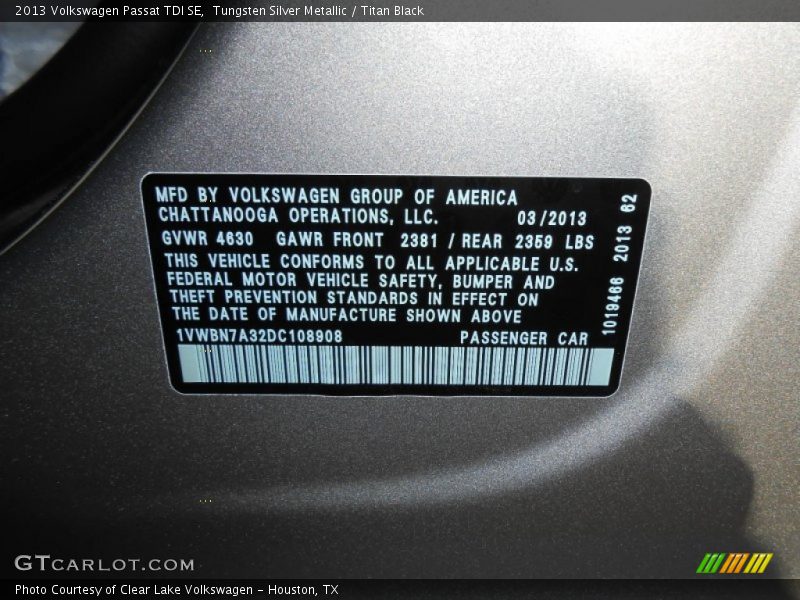 2013 Volkswagen Passat TDI SE, Tungsten Silver Metallic / Titan Black
MFD BY VOLKSWAGEN GROUP OF AMERICA
CHATTANOOGA OPERATIONS, LLC. 03/2013
GVWR 4630 GAWR FRONT 2381 / REAR 2359 LBS
THIS VEHICLE CONFORMS TO ALL APPLICABLE U.S.
FEDERAL MOTOR VEHICLE SAFETY, BUMPER AND
THEFT PREVENTION STANDARDS IN EFFECT ON
THE DATE OF MANUFACTURE SHOWN ABOVE
1VWBN7A32DC108908 PASSENGER CAR
1019466 2013 62
GTCARLOT.COM
Photo Courtesy of Clear Lake Volkswagen - Houston, TX